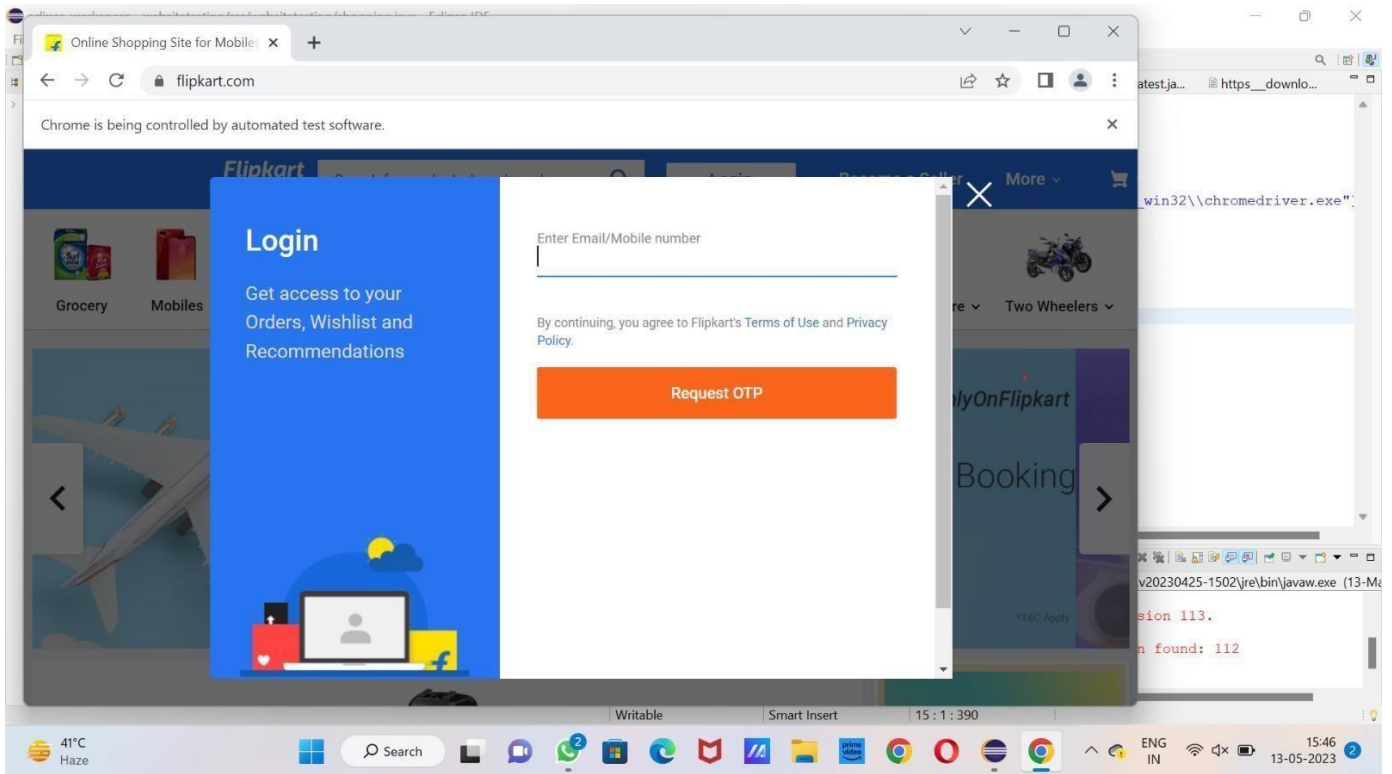 Online Shopping Site for Mobiles
flipkart.com
Chrome is being controlled by automated test software.
atest.ja...
https__downlo...
Flipkart
More
_win32\\chromedriver.exe"
Login
Get access to your
Orders, Wishlist and
Recommendations
Enter Email/Mobile number
By continuing, you agree to Flipkart's Terms of Use and Privacy
Policy.
Request OTP
Grocery
Mobiles
Two Wheelers
lyOnFlipkart
Booking
*T&C Apply
.v20230425-1502\jre\bin\javaw.exe (13-Ma
sion 113.
n found: 112
Writable
Smart Insert
15 : 1 : 390
41°C
Haze
Search
prime
video
ENG
IN
15:46
13-05-2023
2